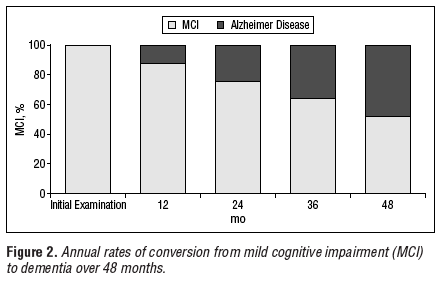 MCI Alzheimer Disease
100
80
60
40
20
0
MCI, %
Initial Examination 12 24 36 48
mo
Figure 2. Annual rates of conversion from mild cognitive impairment (MCI)
to dementia over 48 months.